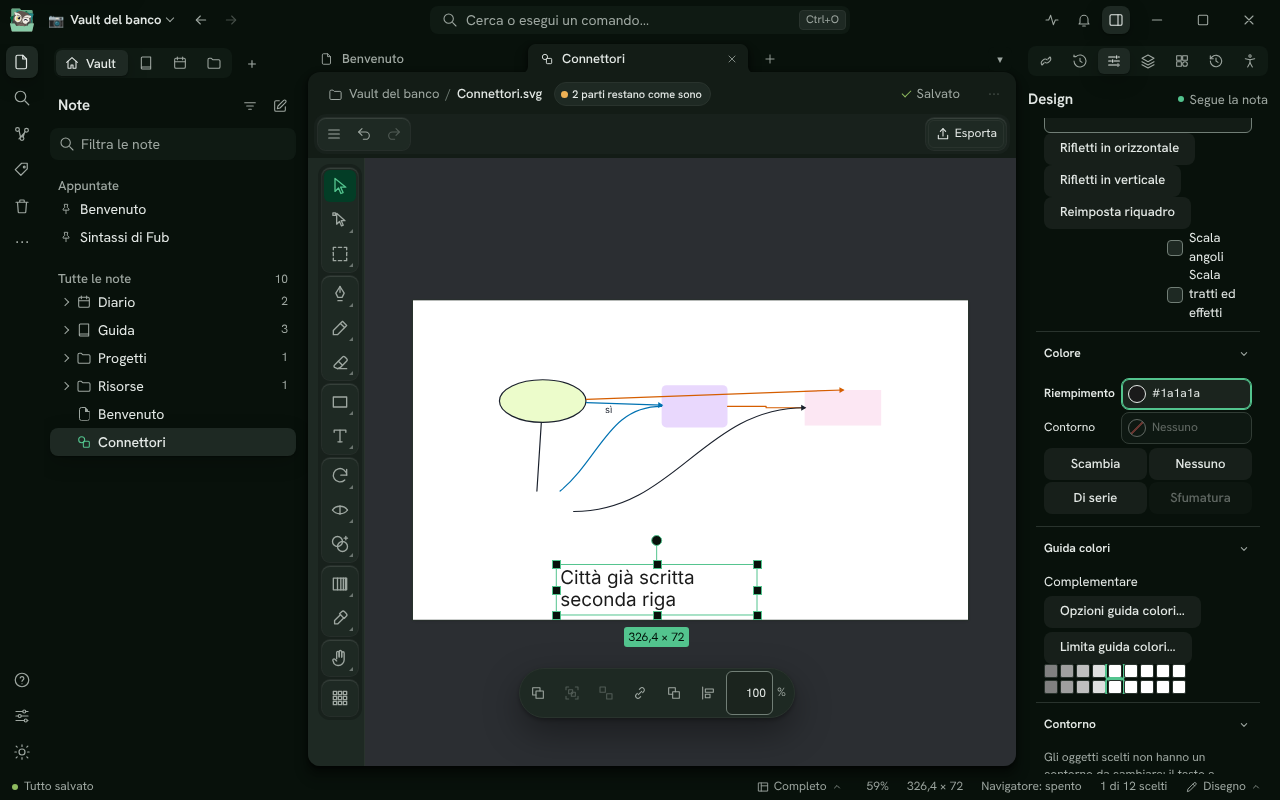 Vault del banco
Cerca o esegui un comando...
Ctrl+O
Vault
Benvenuto
Connettori
Note
Filtra le note
Appuntate
Benvenuto
Sintassi di Fub
Tutte le note
10
Diario
2
Guida
3
Progetti
1
Risorse
1
Benvenuto
Connettori
Vault del banco / Connettori.svg
2 parti restano come sono
Salvato
Esporta
sì
Città già scritta
seconda riga
326,4 × 72
100
%
Design
Segue la nota
Rifletti in orizzontale
Rifletti in verticale
Reimposta riquadro
Scala
angoli
Scala
tratti ed
effetti
Colore
Riempimento
#1a1a1a
Contorno
Nessuno
Scambia
Nessuno
Di serie
Sfumatura
Guida colori
Complementare
Opzioni guida colori...
Limita guida colori...
Contorno
Gli oggetti scelti non hanno un
Tutto salvato
Completo
59%
326,4 × 72
Navigatore: spento
1 di 12 scelti
Disegno